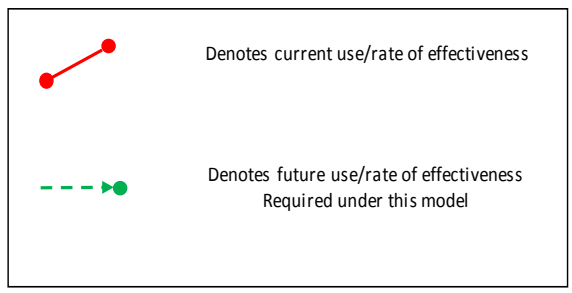 Denotes current use/rate of effectiveness
Denotes future use/rate of effectiveness
Required under this model